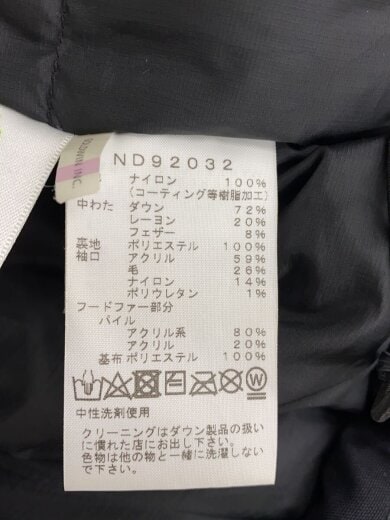 LDWIN INC.
ND92032
ナイロン 100%
(コーティング等樹脂加工)
中わた ダウン 72%
レーヨン 20%
フェザー 8%
裏地 ポリエステル 100%
袖口 アクリル 59%
毛 26%
ナイロン 14%
ポリウレタン 1%
フードファー部分
パイル
アクリル系 80%
アクリル 20%
基布 ポリエステル 100%
W
中性洗剤使用
クリーニングはダウン製品の扱い
に慣れた店にお出し下さい。
色物は他の物と一緒に洗濯しない
で下さい。